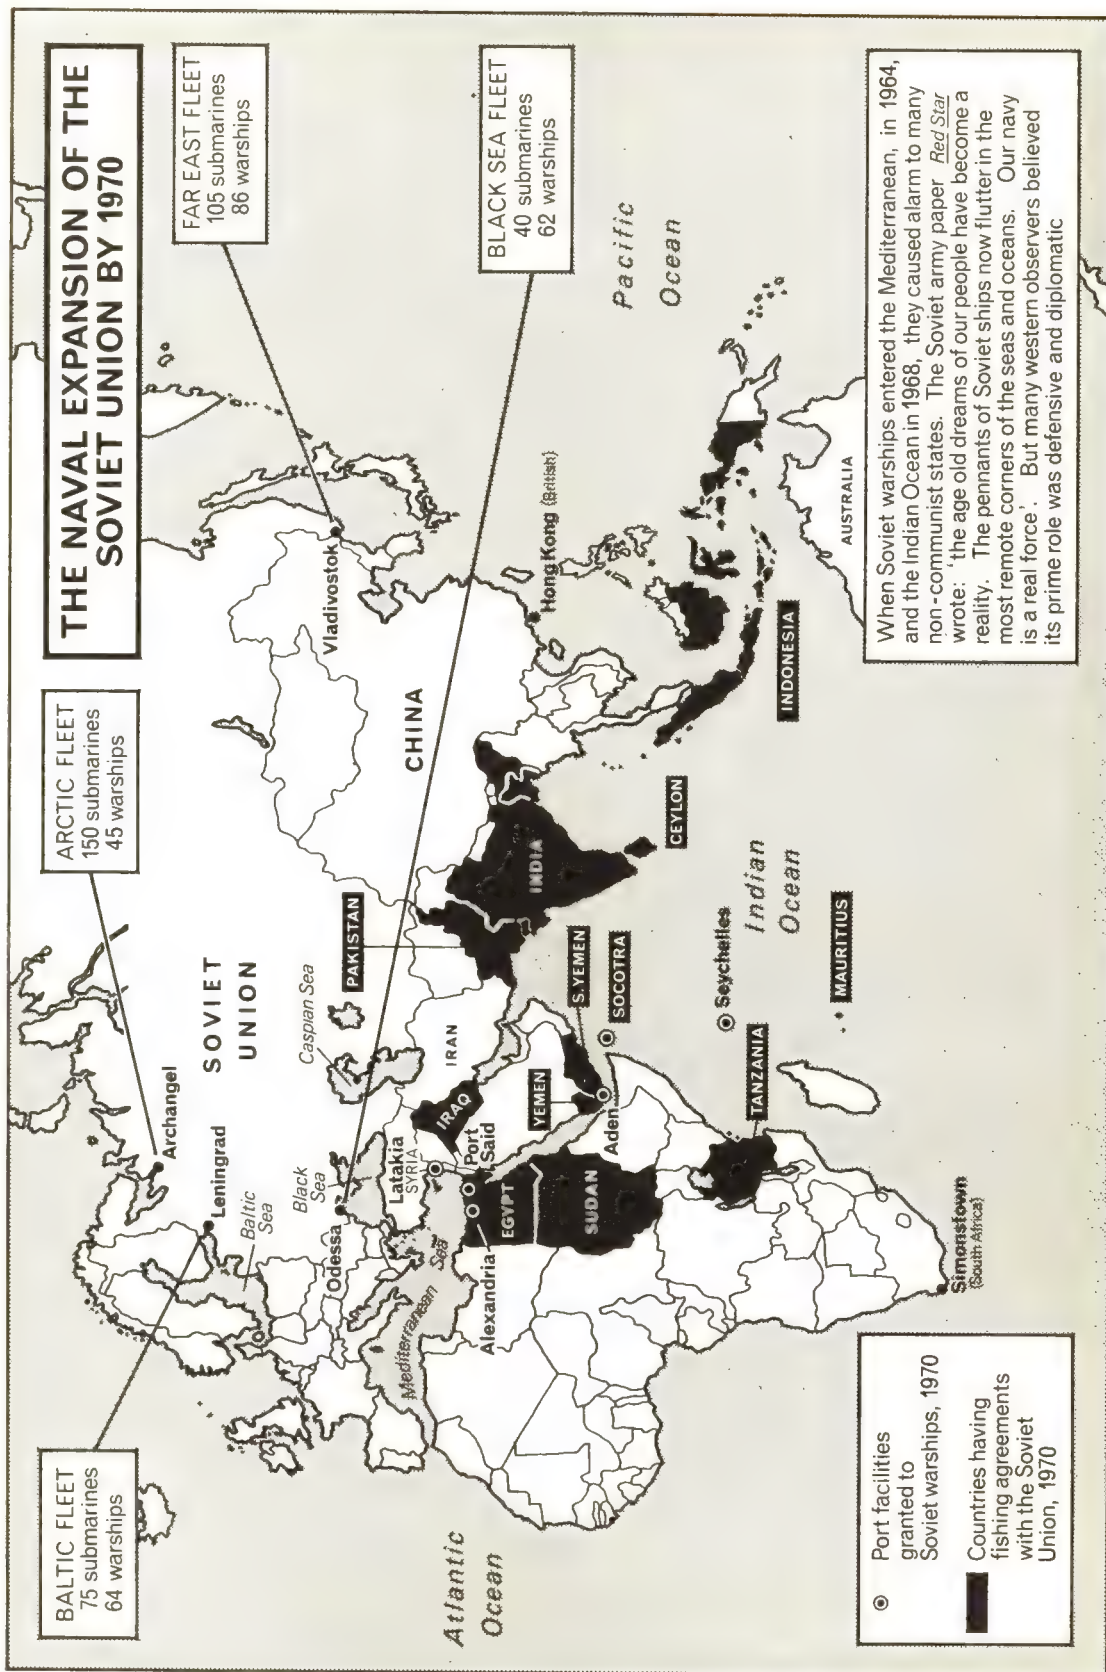 THE NAVAL EXPANSION OF THE
SOVIET UNION BY 1970
BALTIC FLEET
75 submarines
64 warships
ARCTIC FLEET
150 submarines
45 warships
FAR EAST FLEET
105 submarines
86 warships
BLACK SEA FLEET
40 submarines
62 warships
Archangel
Leningrad
Baltic
Sea
SOVIET
UNION
Caspian Sea
Black
Sea
Odessa
Vladivostok
CHINA
Hong Kong (British)
Pacific
Ocean
Atlantic
Ocean
Mediterranean
Sea
Latakia
SYRIA
Port
Said
Alexandria
IRAQ
IRAN
PAKISTAN
INDIA
EGYPT
SUDAN
YEMEN
S.YEMEN
Aden
SOCOTRA
CEYLON
INDONESIA
AUSTRALIA
Indian
Ocean
Seychelles
MAURITIUS
TANZANIA
Simonstown
(South Africa)
Port facilities
granted to
Soviet warships, 1970
Countries having
fishing agreements
with the Soviet
Union, 1970
When Soviet warships entered the Mediterranean, in 1964,
and the Indian Ocean in 1968, they caused alarm to many
non-communist states. The Soviet army paper Red Star
wrote: 'the age old dreams of our people have become a
reality. The pennants of Soviet ships now flutter in the
most remote corners of the seas and oceans. Our navy
is a real force'. But many western observers believed
its prime role was defensive and diplomatic